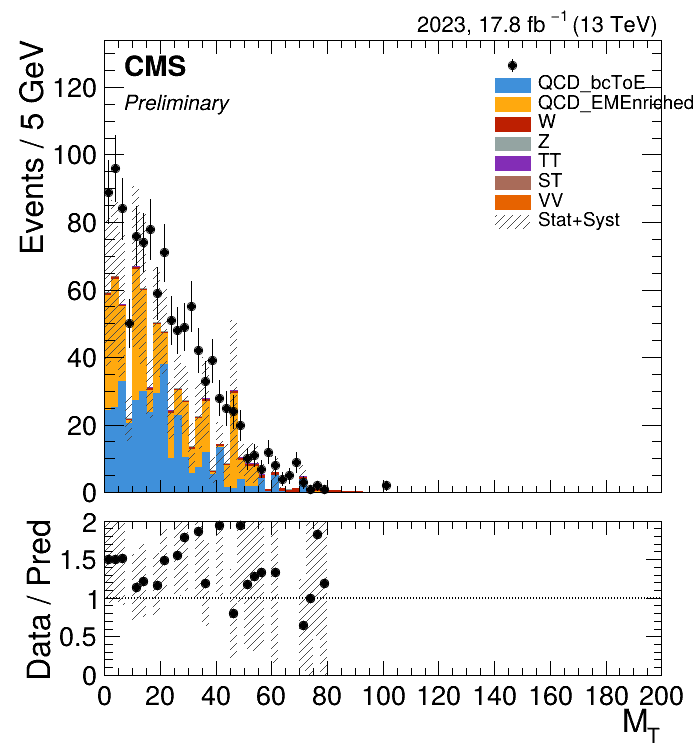 2023, 17.8 fb⁻¹ (13 TeV)
CMS
Preliminary
Events / 5 GeV
120
100
80
60
40
20
0
QCD_bcToE
QCD_EMEnriched
W
Z
TT
ST
VV
Stat+Syst
Data / Pred
2
1.5
1
0.5
0
0 20 40 60 80 100 120 140 160 180 200
M_T